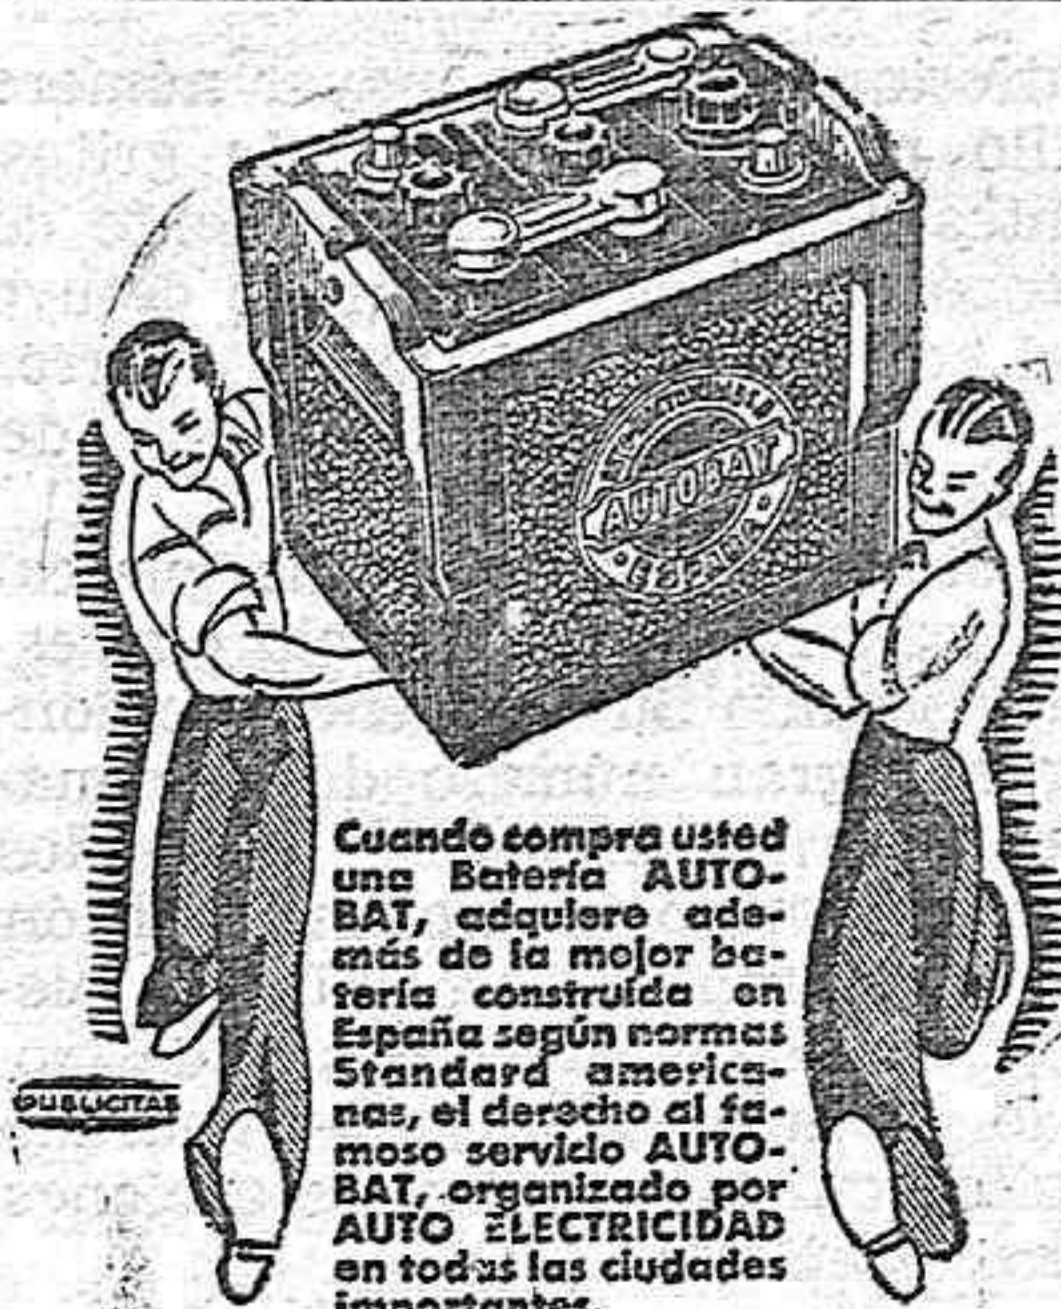 AUTOBAT
ESPAÑA
Cuando compra usted
una Batería AUTO-
BAT, adquiere ade-
más de la mejor ba-
tería construída en
España según normas
Standard america-
nas, el derecho al fa-
moso servicio AUTO-
BAT, organizado por
AUTO ELECTRICIDAD
en todas las ciudades
importantes.
PUBLICITAS